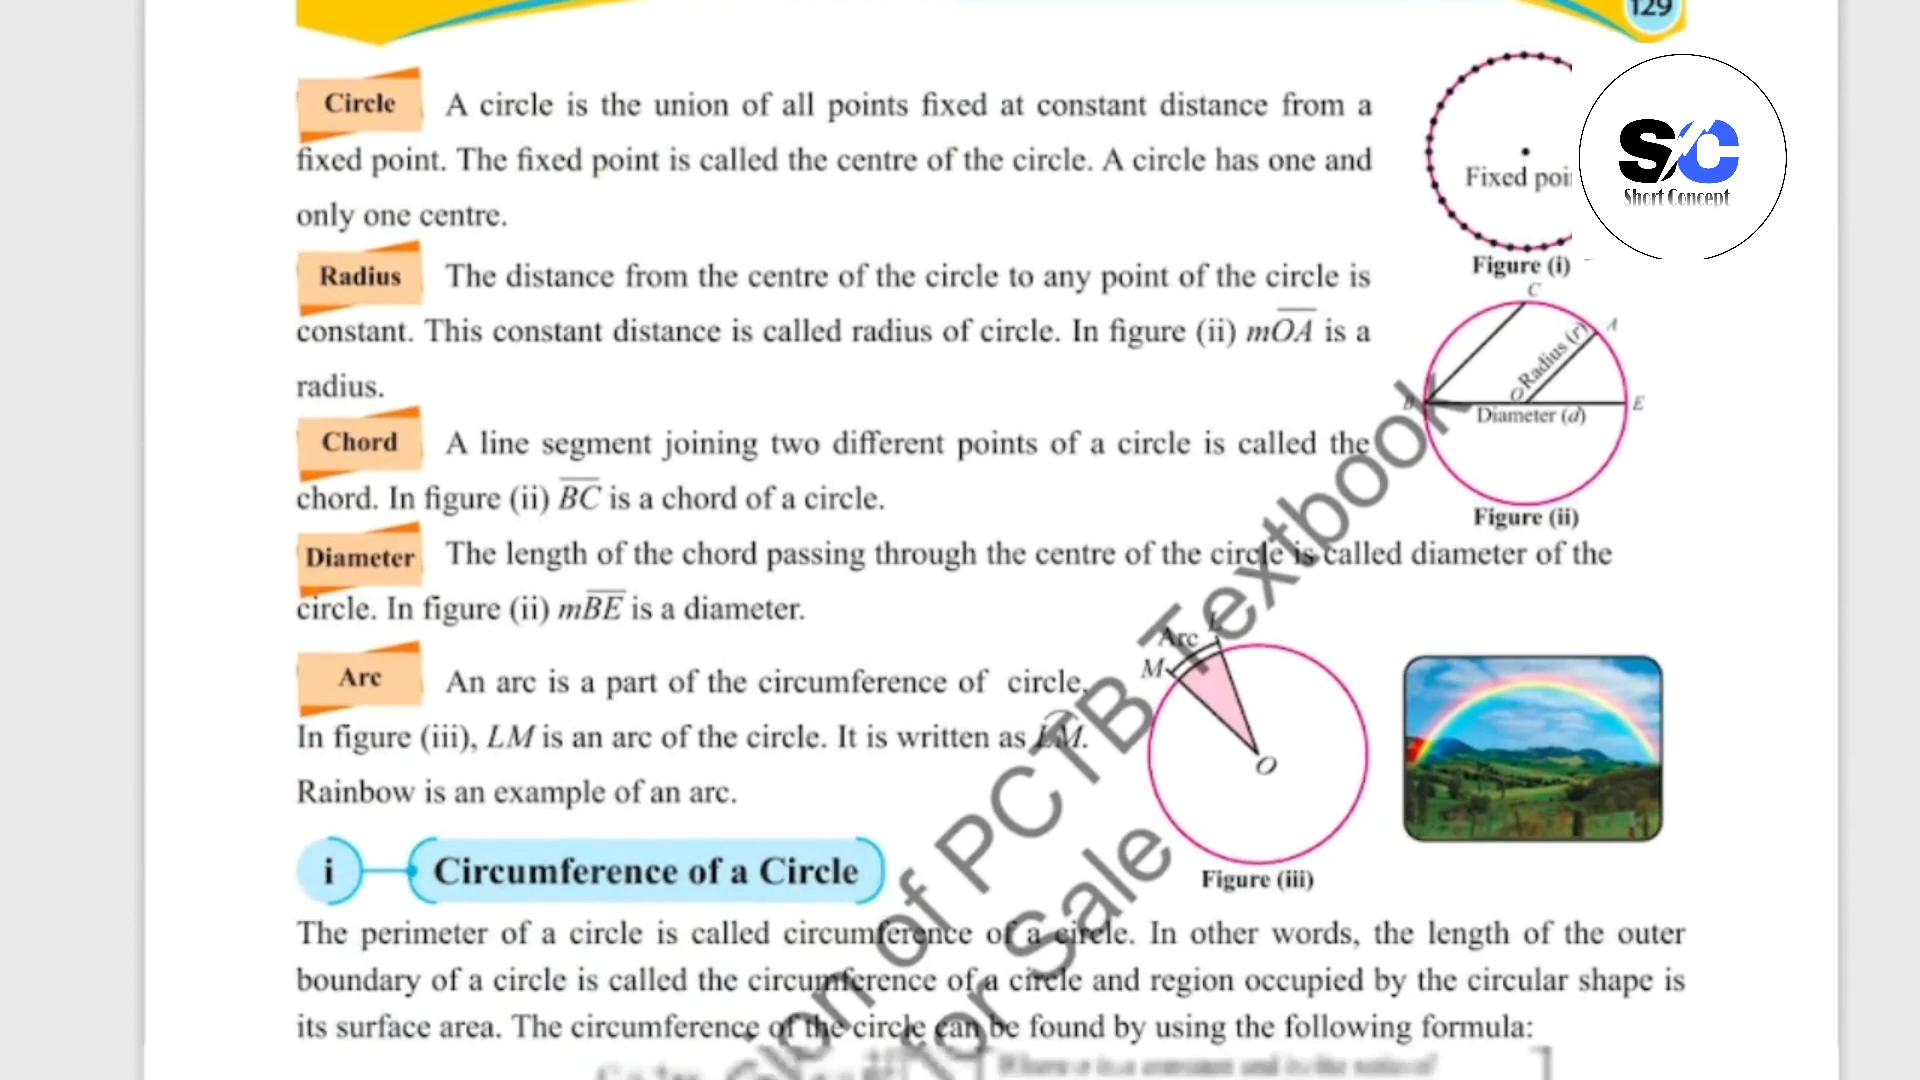 129
Circle A circle is the union of all points fixed at constant distance from a
fixed point. The fixed point is called the centre of the circle. A circle has one and
only one centre.
Fixed poi
Figure (i)
S/C
Short Concept
Radius The distance from the centre of the circle to any point of the circle is
constant. This constant distance is called radius of circle. In figure (ii) mOA is a
radius.
C
A
Radius (r)
O
B
E
Diameter (d)
Figure (ii)
Chord A line segment joining two different points of a circle is called the
chord. In figure (ii) BC is a chord of a circle.
Diameter The length of the chord passing through the centre of the circle is called diameter of the
circle. In figure (ii) mBE is a diameter.
Arc An arc is a part of the circumference of circle.
In figure (iii), LM is an arc of the circle. It is written as LM.
Rainbow is an example of an arc.
Arc
L
M
O
Figure (iii)
i Circumference of a Circle
The perimeter of a circle is called circumference of a circle. In other words, the length of the outer
boundary of a circle is called the circumference of a circle and region occupied by the circular shape is
its surface area. The circumference of the circle can be found by using the following formula:
of PCTB Textbook
for Sale